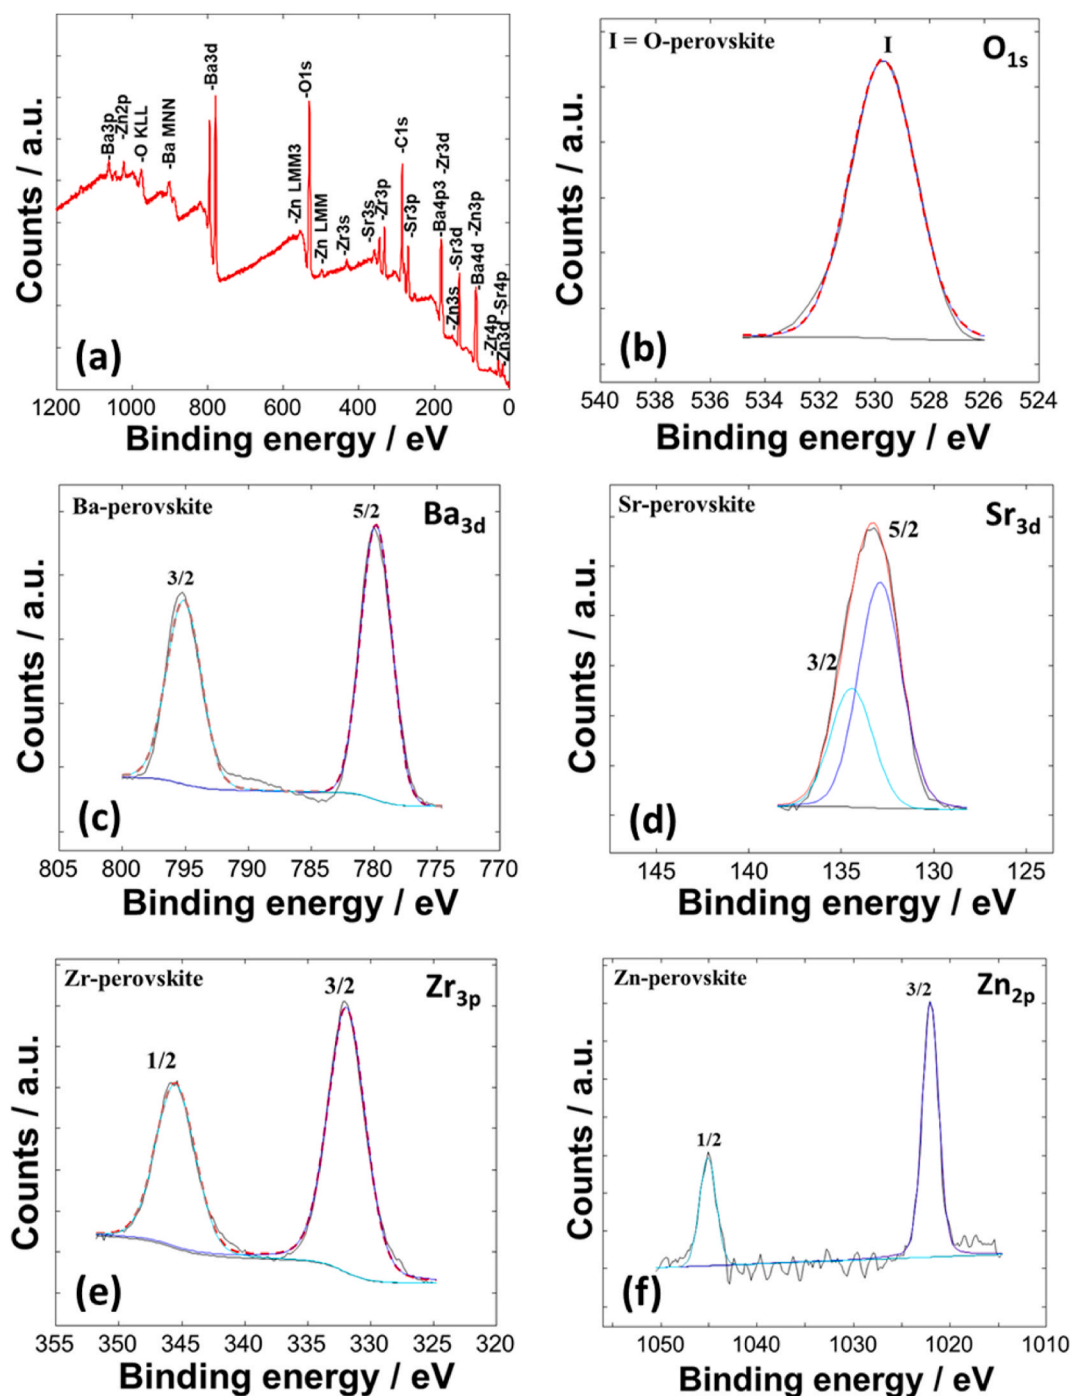 Counts / a.u.
-Ba3p
-Zn2p
-O KLL
-Ba MNN
-Ba3d
-Zn LMM3
-O1s
-Zn LMM
-Zr3s
-Sr3s
-Zr3p
-C1s
-Sr3p
-Ba4p3 -Zr3d
-Zn3s
-Sr3d
-Ba4d -Zn3p
-Zr4p
-Zn3d -Sr4p
(a)
1200 1000 800 600 400 200 0
Binding energy / eV
Counts / a.u.
I = O-perovskite
I
O1s
(b)
540 538 536 534 532 530 528 526 524
Binding energy / eV
Counts / a.u.
Ba-perovskite
5/2
Ba3d
3/2
(c)
805 800 795 790 785 780 775 770
Binding energy / eV
Counts / a.u.
Sr-perovskite
Sr3d
5/2
3/2
(d)
145 140 135 130 125
Binding energy / eV
Counts / a.u.
Zr-perovskite
3/2
Zr3p
1/2
(e)
355 350 345 340 335 330 325 320
Binding energy / eV
Counts / a.u.
Zn-perovskite
3/2
Zn2p
1/2
(f)
1050 1040 1030 1020 1010
Binding energy / eV